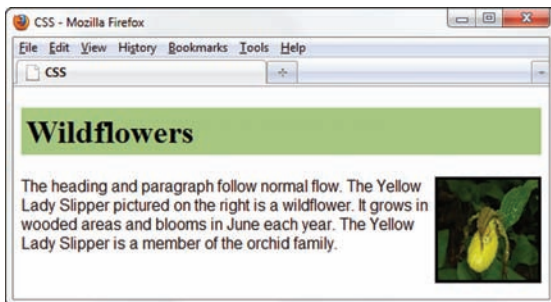 CSS - Mozilla Firefox
File Edit View History Bookmarks Tools Help
CSS
Wildflowers
The heading and paragraph follow normal flow. The Yellow
Lady Slipper pictured on the right is a wildflower. It grows in
wooded areas and blooms in June each year. The Yellow
Lady Slipper is a member of the orchid family.